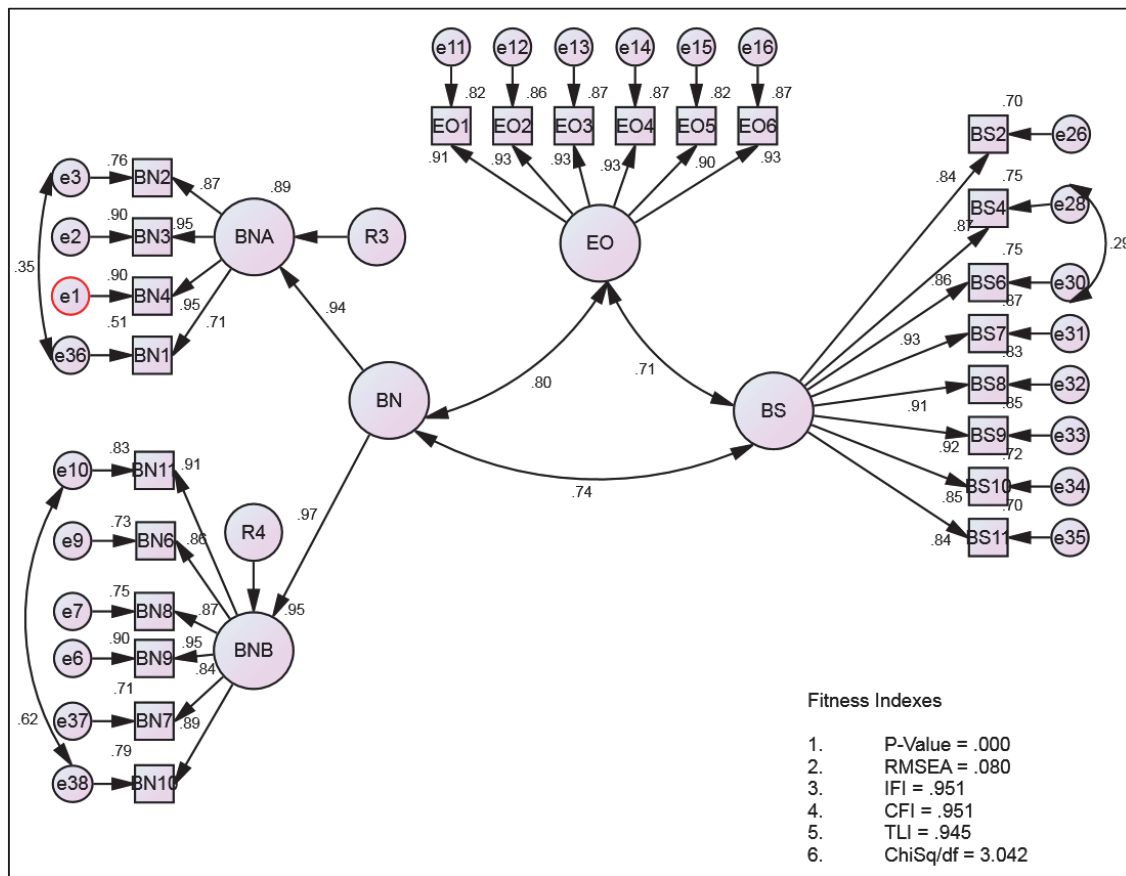 e11 e12 e13 e14 e15 e16
.82 .86 .87 .87 .82 .87
EO1 EO2 EO3 EO4 EO5 EO6
.91 .93 .93 .93 .90 .93
EO
e3 .76 BN2 .87
e2 .90 BN3 .95
e1 .90 BN4 .95
e36 .51 BN1 .71
.35
.89
BNA
R3
.94
BN
.80
.71
.74
BS
.97
e10 .83 BN11 .91
e9 .73 BN6 .86
e7 .75 BN8 .87
e6 .90 BN9 .95
e37 .71 BN7 .84
e38 .79 BN10 .89
.62
R4
.95
BNB
.84 .70 BS2 e26
.87 .75 BS4 e28
.86 .75 BS6 e30
.93 .87 BS7 e31
.91 .83 BS8 e32
.92 .85 BS9 e33
.85 .72 BS10 e34
.84 .70 BS11 e35
.29
Fitness Indexes
1. P-Value = .000
2. RMSEA = .080
3. IFI = .951
4. CFI = .951
5. TLI = .945
6. ChiSq/df = 3.042